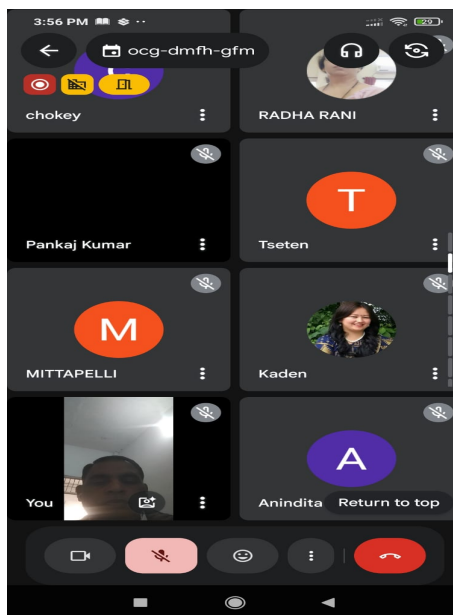 3:56 PM
29
ocg-dmfh-gfm
chokey
RADHA RANI
Pankaj Kumar
T
Tseten
M
MITTAPELLI
Kaden
You
A
Anindita
Return to top